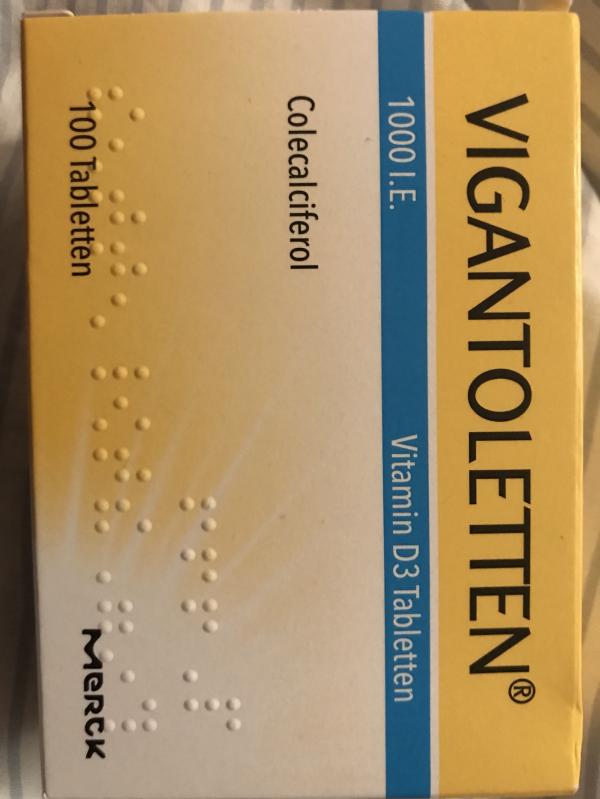 VIGANTOLETTEN®
1000 I.E. Vitamin D3 Tabletten
Colecalciferol
100 Tabletten
MERCK